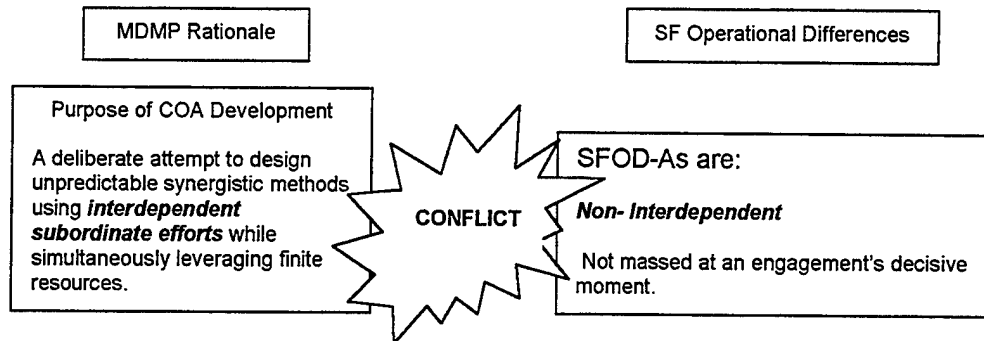 MDMP Rationale
SF Operational Differences
Purpose of COA Development
A deliberate attempt to design
unpredictable synergistic methods
using interdependent
subordinate efforts while
simultaneously leveraging finite
resources.
CONFLICT
SFOD-As are:
Non- Interdependent
Not massed at an engagement's decisive
moment.